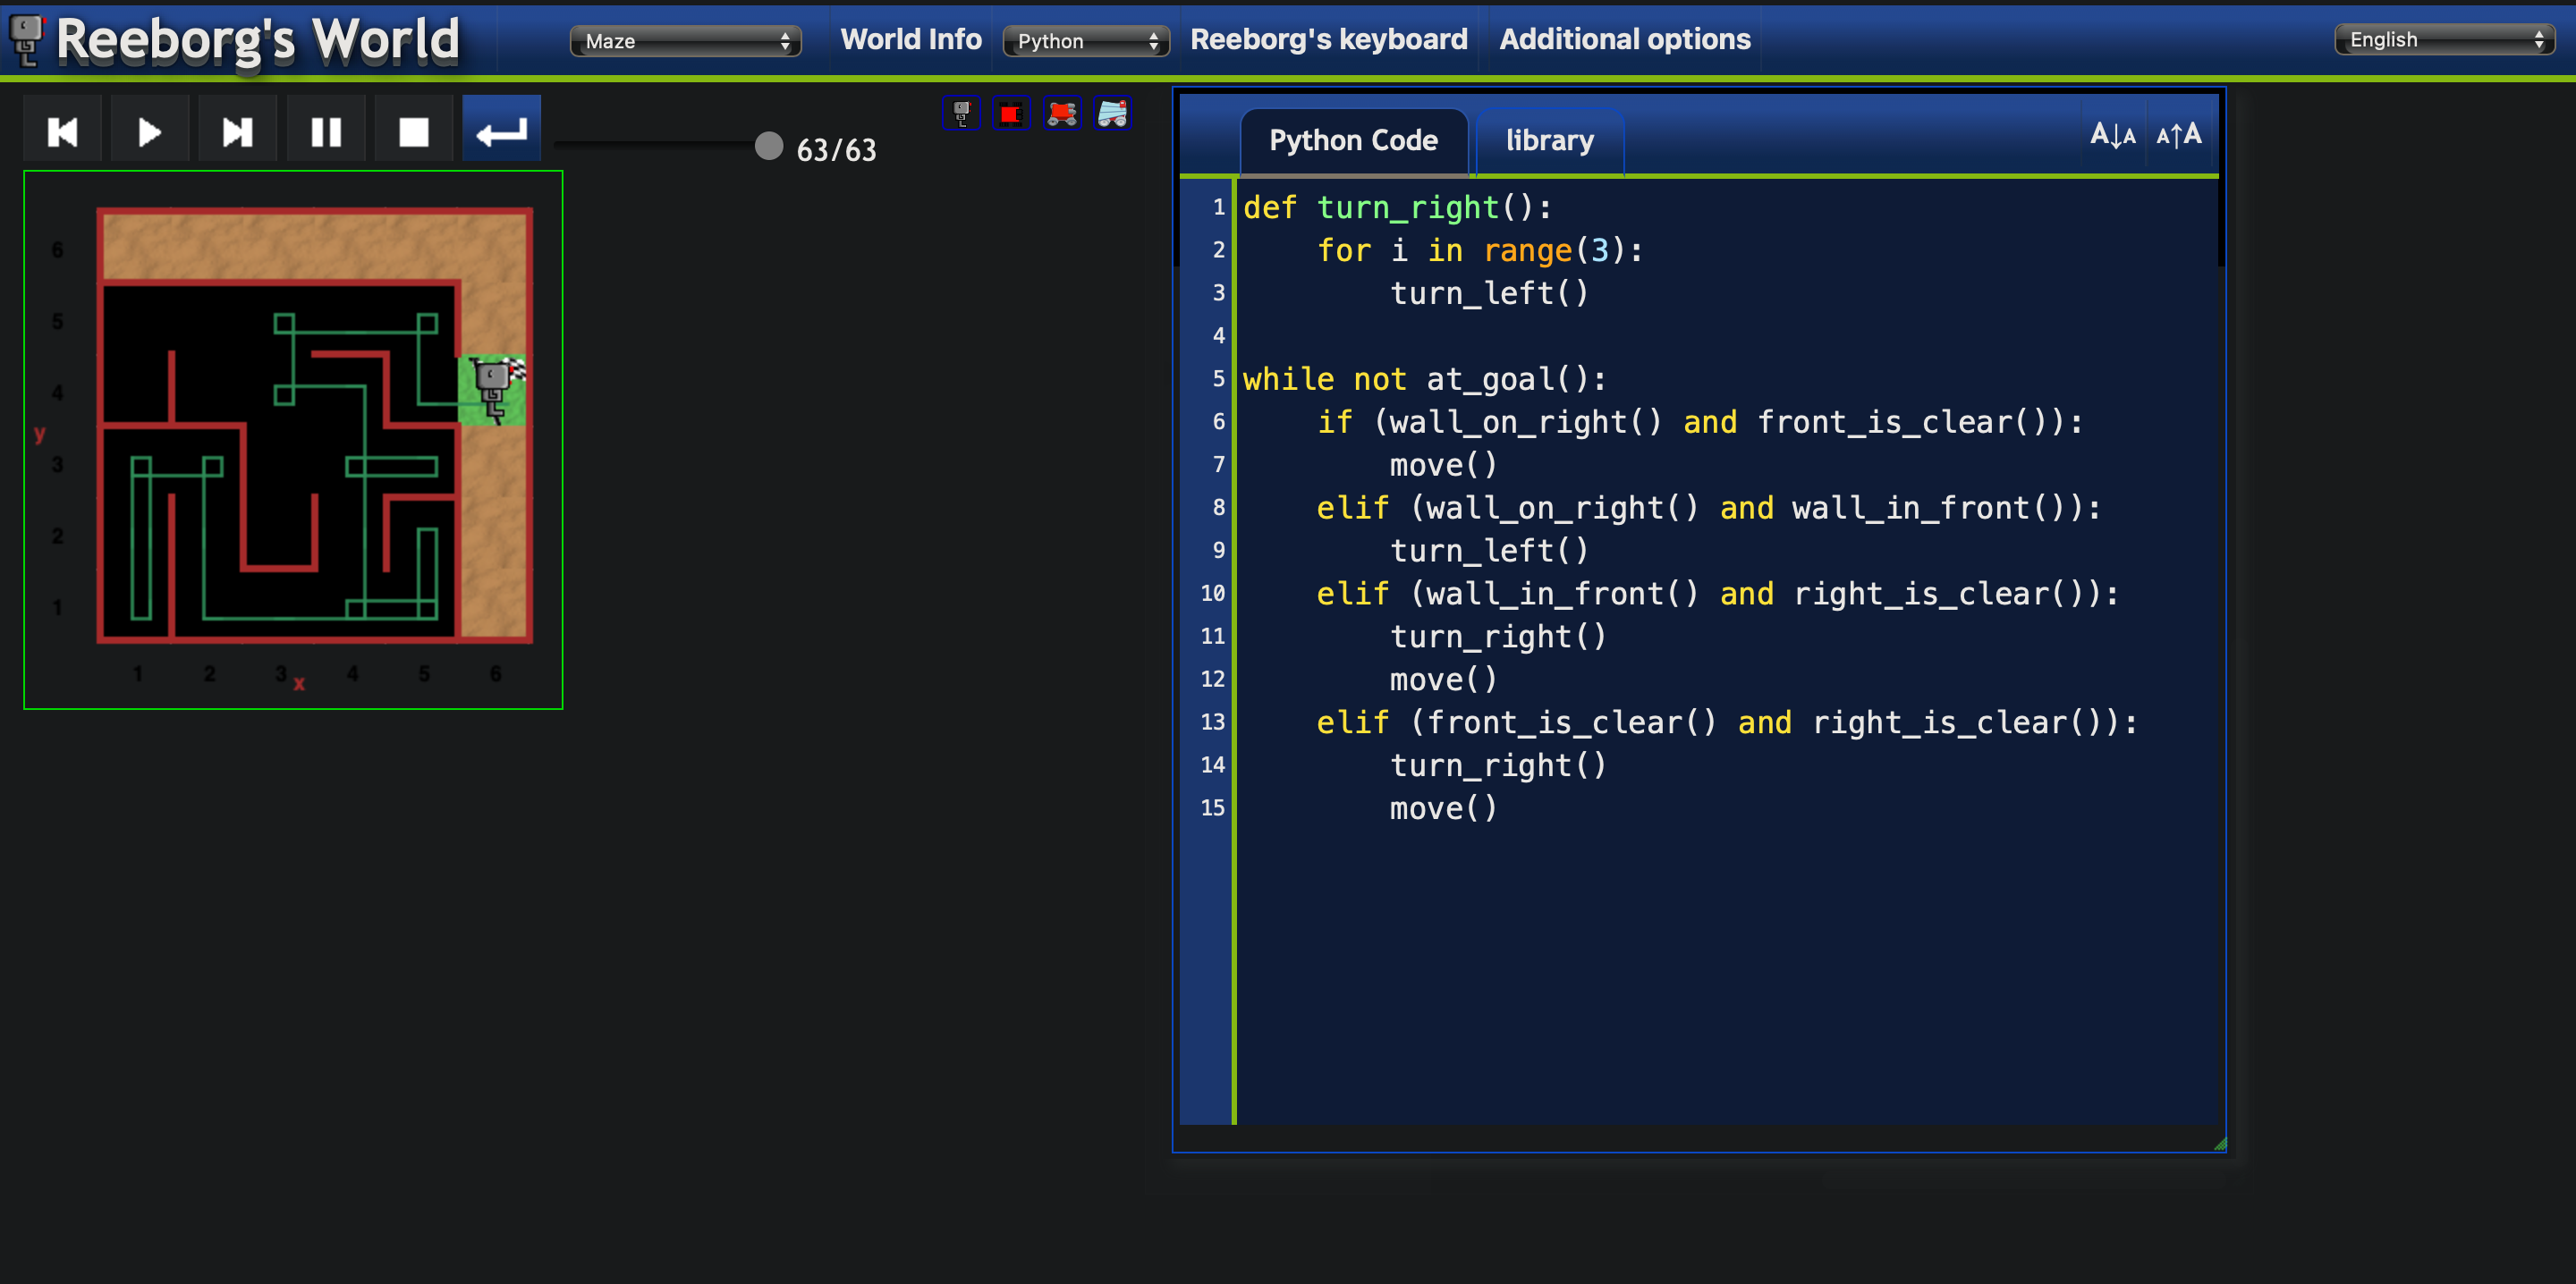 Reeborg's World
Maze
World Info
Python
Reeborg's keyboard
Additional options
English
63/63
6
5
4
y
3
2
1
1 2 3 x 4 5 6
Python Code
library
A↓A A↑A
1 def turn_right():
2     for i in range(3):
3         turn_left()
4
5 while not at_goal():
6     if (wall_on_right() and front_is_clear()):
7         move()
8     elif (wall_on_right() and wall_in_front()):
9         turn_left()
10     elif (wall_in_front() and right_is_clear()):
11         turn_right()
12         move()
13     elif (front_is_clear() and right_is_clear()):
14         turn_right()
15         move()